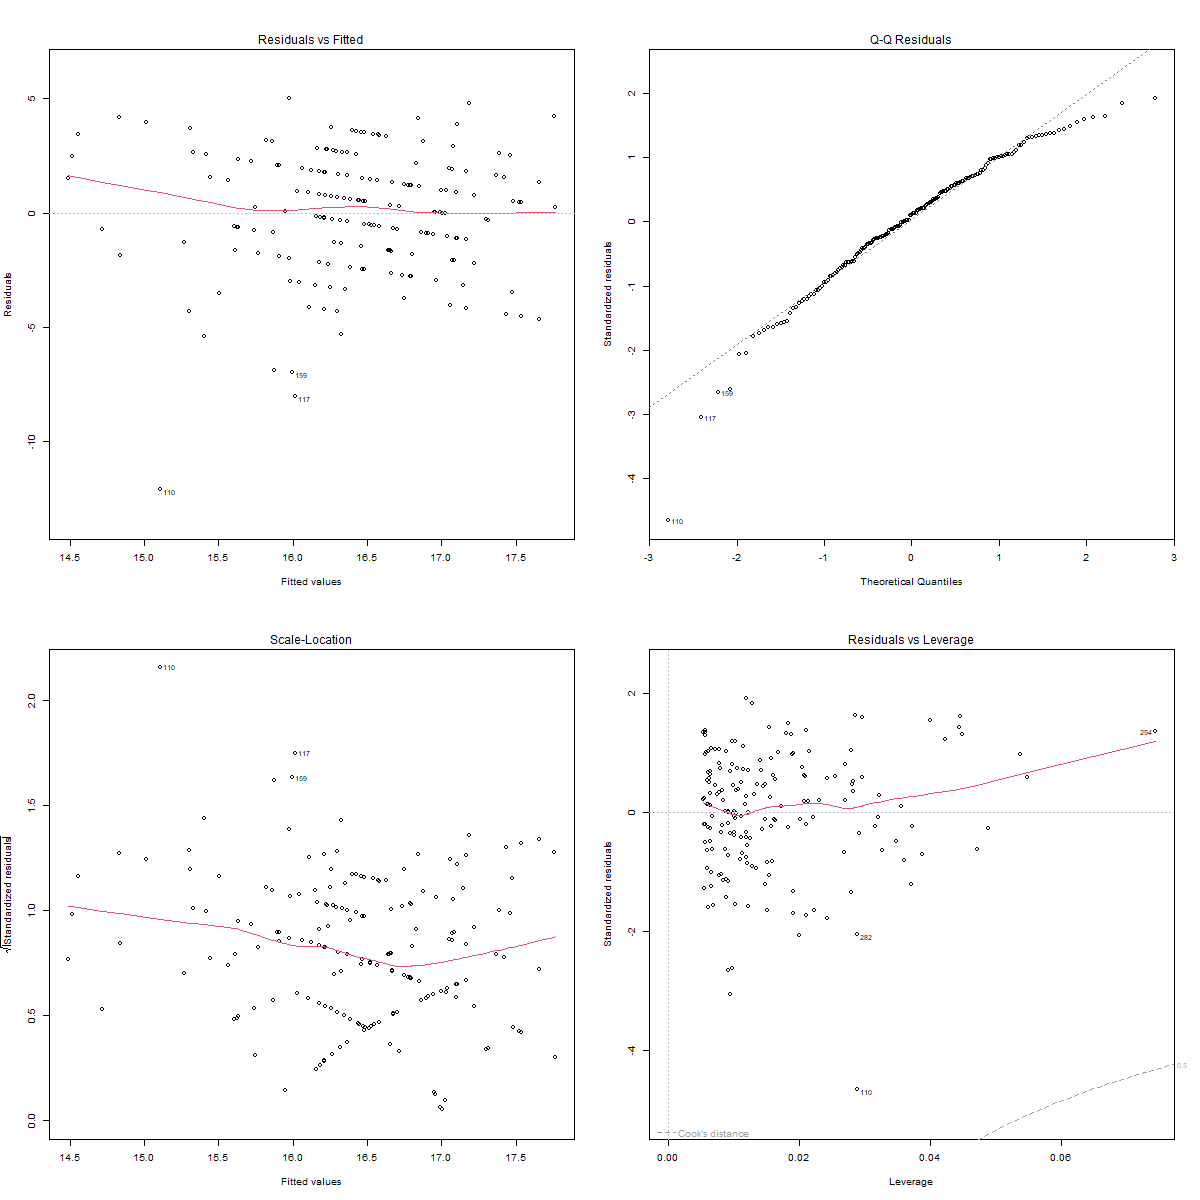 Residuals vs Fitted
Residuals
5
0
-5
-10
159
117
110
14.5 15.0 15.5 16.0 16.5 17.0 17.5
Fitted values
Q-Q Residuals
Standardized residuals
2
1
0
-1
-2
-3
-4
159
117
110
-3 -2 -1 0 1 2 3
Theoretical Quantiles
Scale-Location
√|Standardized residuals|
2.0
1.5
1.0
0.5
0.0
110
117
159
14.5 15.0 15.5 16.0 16.5 17.0 17.5
Fitted values
Residuals vs Leverage
Standardized residuals
2
0
-2
-4
254
282
110
0.5
Cook's distance
0.00 0.02 0.04 0.06
Leverage